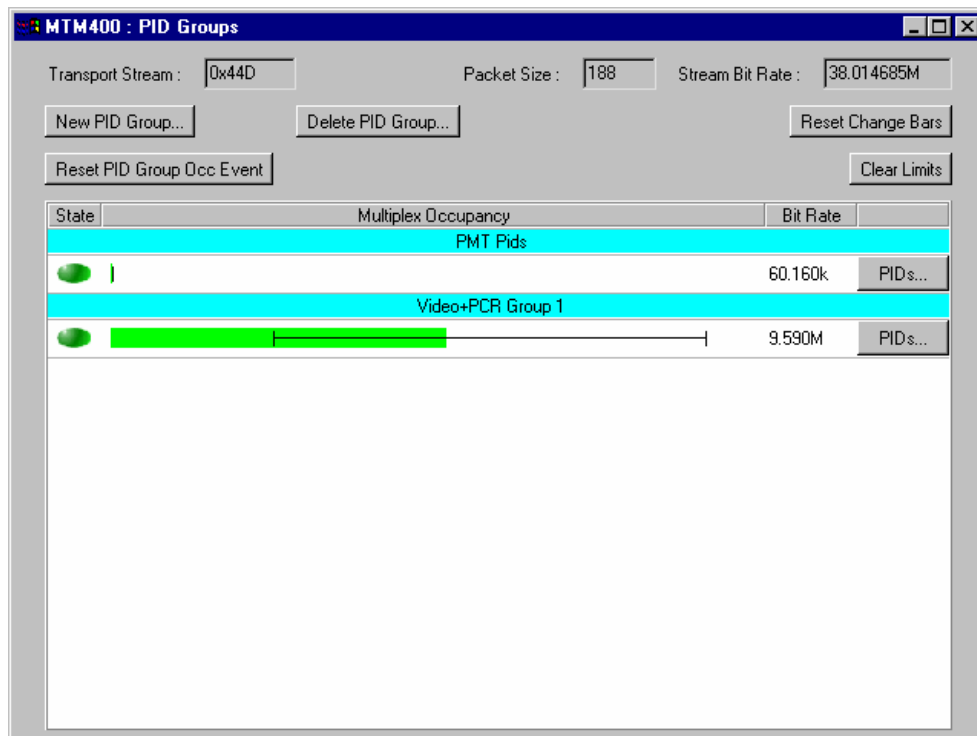 MTM400 : PID Groups
Transport Stream : 0x44D Packet Size : 188 Stream Bit Rate : 38.014685M
New PID Group... Delete PID Group... Reset Change Bars
Reset PID Group Occ Event Clear Limits
State Multiplex Occupancy Bit Rate
PMT Pids
60.160k PIDs...
Video+PCR Group 1
9.590M PIDs...